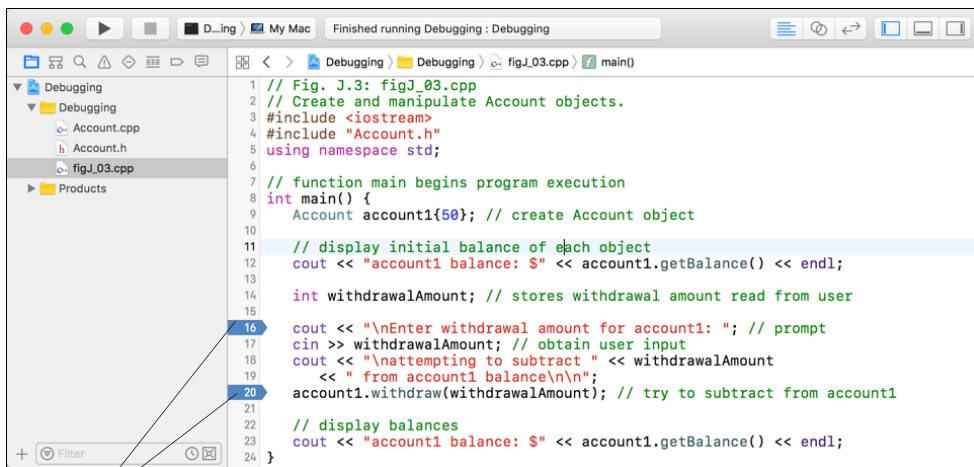 D...ing 〉 My Mac Finished running Debugging : Debugging
Debugging 〉 Debugging 〉 figJ_03.cpp 〉 main()
Debugging
Debugging
Account.cpp
h Account.h
figJ_03.cpp
Products
Filter
1 // Fig. J.3: figJ_03.cpp
2 // Create and manipulate Account objects.
3 #include <iostream>
4 #include "Account.h"
5 using namespace std;
6
7 // function main begins program execution
8 int main() {
9    Account account1{50}; // create Account object
10
11    // display initial balance of each object
12    cout << "account1 balance: $" << account1.getBalance() << endl;
13
14    int withdrawalAmount; // stores withdrawal amount read from user
15
16    cout << "\nEnter withdrawal amount for account1: "; // prompt
17    cin >> withdrawalAmount; // obtain user input
18    cout << "\nattempting to subtract " << withdrawalAmount
19       << " from account1 balance\n\n";
20    account1.withdraw(withdrawalAmount); // try to subtract from account1
21
22    // display balances
23    cout << "account1 balance: $" << account1.getBalance() << endl;
24 }